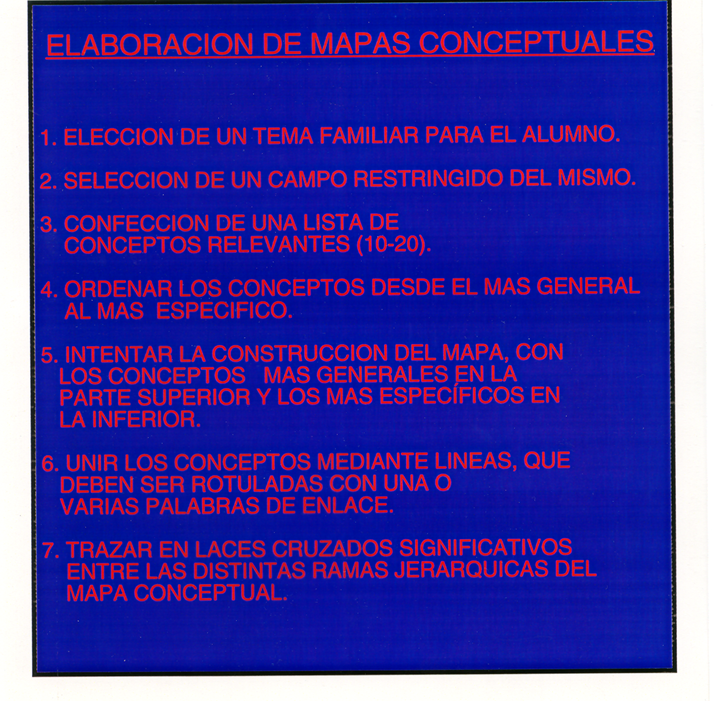 ELABORACION DE MAPAS CONCEPTUALES
1. ELECCION DE UN TEMA FAMILIAR PARA EL ALUMNO.
2. SELECCION DE UN CAMPO RESTRINGIDO DEL MISMO.
3. CONFECCION DE UNA LISTA DE
CONCEPTOS RELEVANTES (10-20).
4. ORDENAR LOS CONCEPTOS DESDE EL MAS GENERAL
AL MAS ESPECIFICO.
5. INTENTAR LA CONSTRUCCION DEL MAPA, CON
LOS CONCEPTOS MAS GENERALES EN LA
PARTE SUPERIOR Y LOS MAS ESPECÍFICOS EN
LA INFERIOR.
6. UNIR LOS CONCEPTOS MEDIANTE LINEAS, QUE
DEBEN SER ROTULADAS CON UNA O
VARIAS PALABRAS DE ENLACE.
7. TRAZAR EN LACES CRUZADOS SIGNIFICATIVOS
ENTRE LAS DISTINTAS RAMAS JERARQUICAS DEL
MAPA CONCEPTUAL.